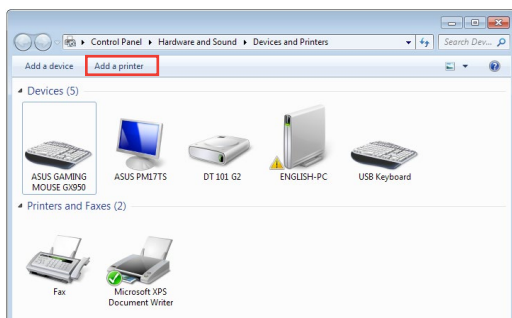 Control Panel ▸ Hardware and Sound ▸ Devices and Printers
Search Dev...
Add a device Add a printer
Devices (5)
ASUS GAMING MOUSE GX950
ASUS PM17TS
DT 101 G2
ENGLISH-PC
USB Keyboard
Printers and Faxes (2)
Fax
Microsoft XPS Document Writer